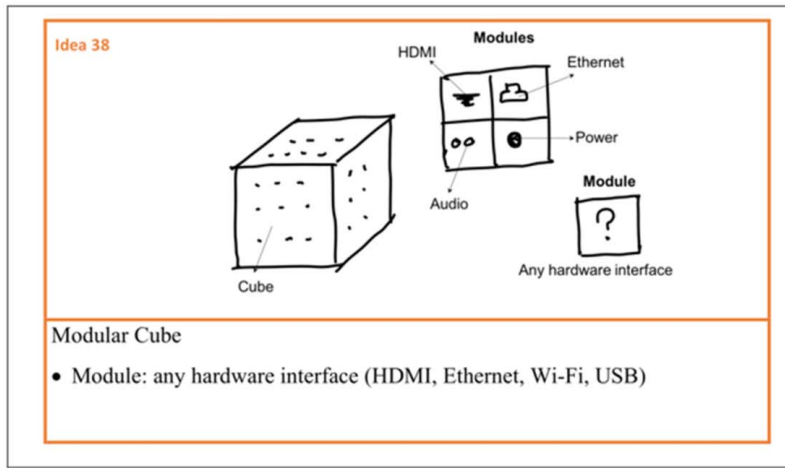 Idea 38
Modules
HDMI
Ethernet
Power
Audio
Module
?
Any hardware interface
Cube
Modular Cube
• Module: any hardware interface (HDMI, Ethernet, Wi-Fi, USB)